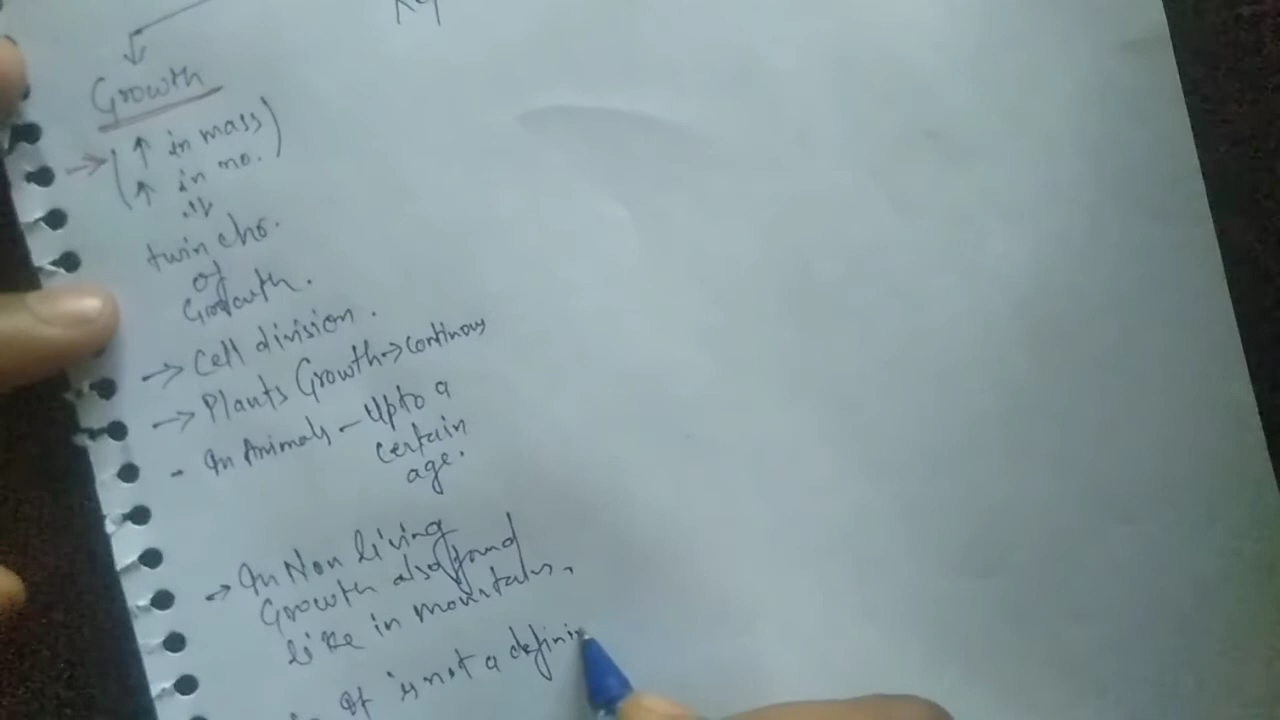 Growth
→ (↑ in mass)
(↑ in no.
twin cha.
of
Growth.
→ Cell division.
→ Plants Growth → continous
- In Animals - Upto a
certain
age.
→ In Non living
Growth also found
like in mountains,
It is not a defini